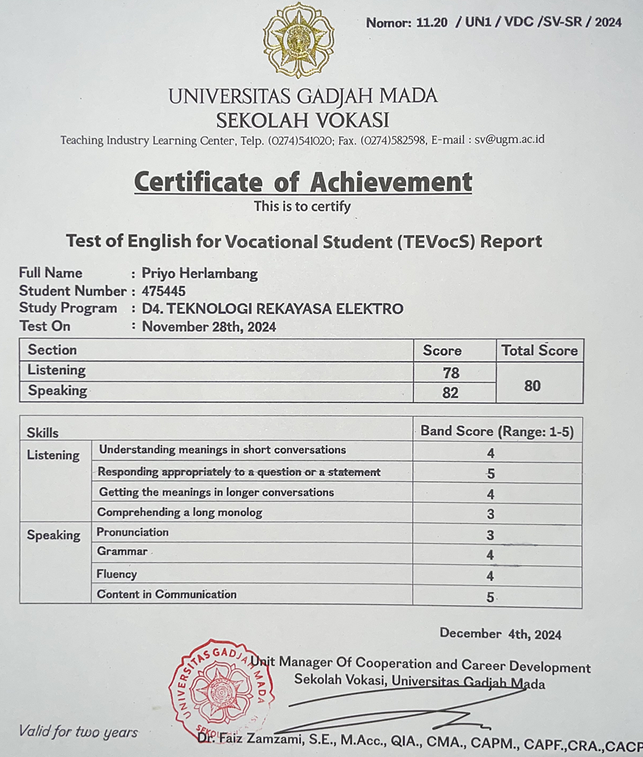 Nomor: 11.20 / UN1 / VDC /SV-SR / 2024
UNIVERSITAS GADJAH MADA
SEKOLAH VOKASI
Teaching Industry Learning Center, Telp. (0274)541020; Fax. (0274)582598, E-mail : sv@ugm.ac.id
Certificate of Achievement
This is to certify
Test of English for Vocational Student (TEVocS) Report
Full Name : Priyo Herlambang
Student Number : 475445
Study Program : D4. TEKNOLOGI REKAYASA ELEKTRO
Test On : November 28th, 2024
Section Score Total Score
Listening 78
80
Speaking 82
Skills Band Score (Range: 1-5)
Listening Understanding meanings in short conversations 4
Responding appropriately to a question or a statement 5
Getting the meanings in longer conversations 4
Comprehending a long monolog 3
Speaking Pronunciation 3
Grammar 4
Fluency 4
Content in Communication 5
December 4th, 2024
Unit Manager Of Cooperation and Career Development
Sekolah Vokasi, Universitas Gadjah Mada
UNIVERSITAS GADJAH MADA
Valid for two years
Dr. Faiz Zamzami, S.E., M.Acc., QIA., CMA., CAPM., CAPF.,CRA.,CACP